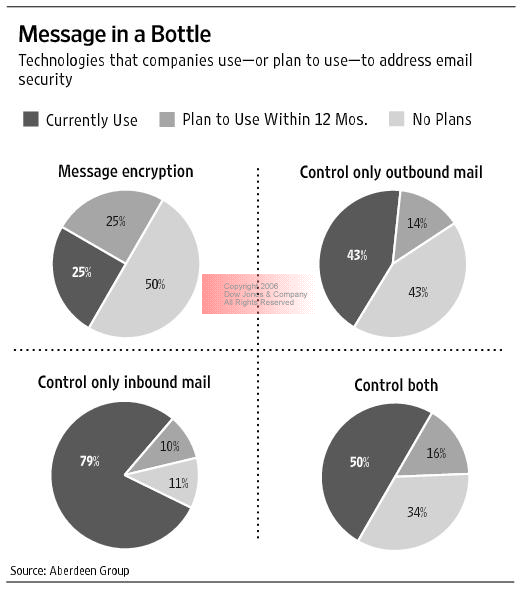 Message in a Bottle
Technologies that companies use—or plan to use—to address email
security
Currently Use
Plan to Use Within 12 Mos.
No Plans
Message encryption
25%
25%
50%
Control only outbound mail
43%
14%
43%
Copyright 2006
Dow Jones & Company
All Rights Reserved
Control only inbound mail
79%
10%
11%
Control both
50%
16%
34%
Source: Aberdeen Group